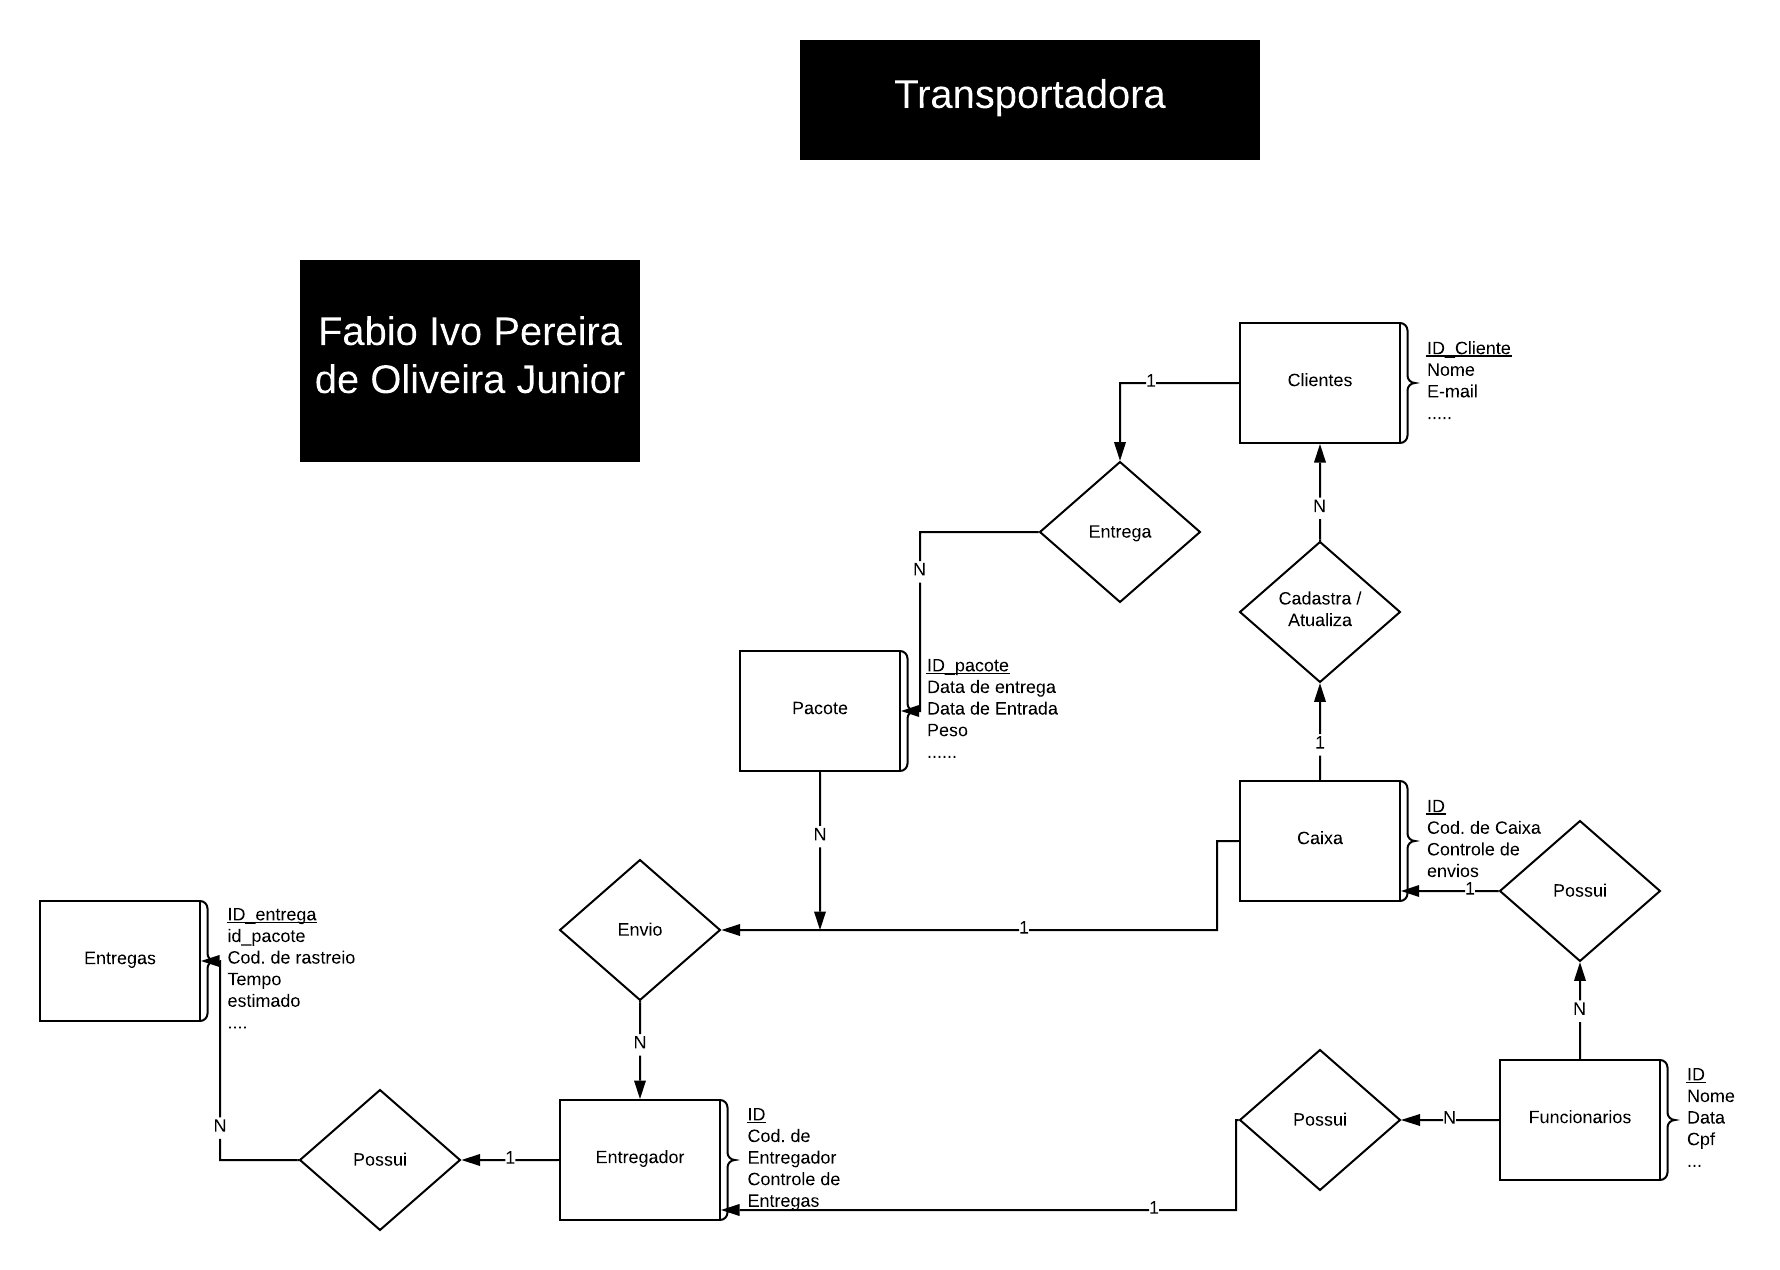 Transportadora
Fabio Ivo Pereira
de Oliveira Junior
Clientes
ID_Cliente
Nome
E-mail
.....
1
Entrega
N
Cadastra /
Atualiza
N
1
Pacote
ID_pacote
Data de entrega
Data de Entrada
Peso
......
N
Caixa
ID
Cod. de Caixa
Controle de
envios
1
Possui
Envio
1
Entregas
ID_entrega
id_pacote
Cod. de rastreio
Tempo
estimado
....
N
N
N
Possui
1
Entregador
ID
Cod. de
Entregador
Controle de
Entregas
1
Possui
N
Funcionarios
ID
Nome
Data
Cpf
...